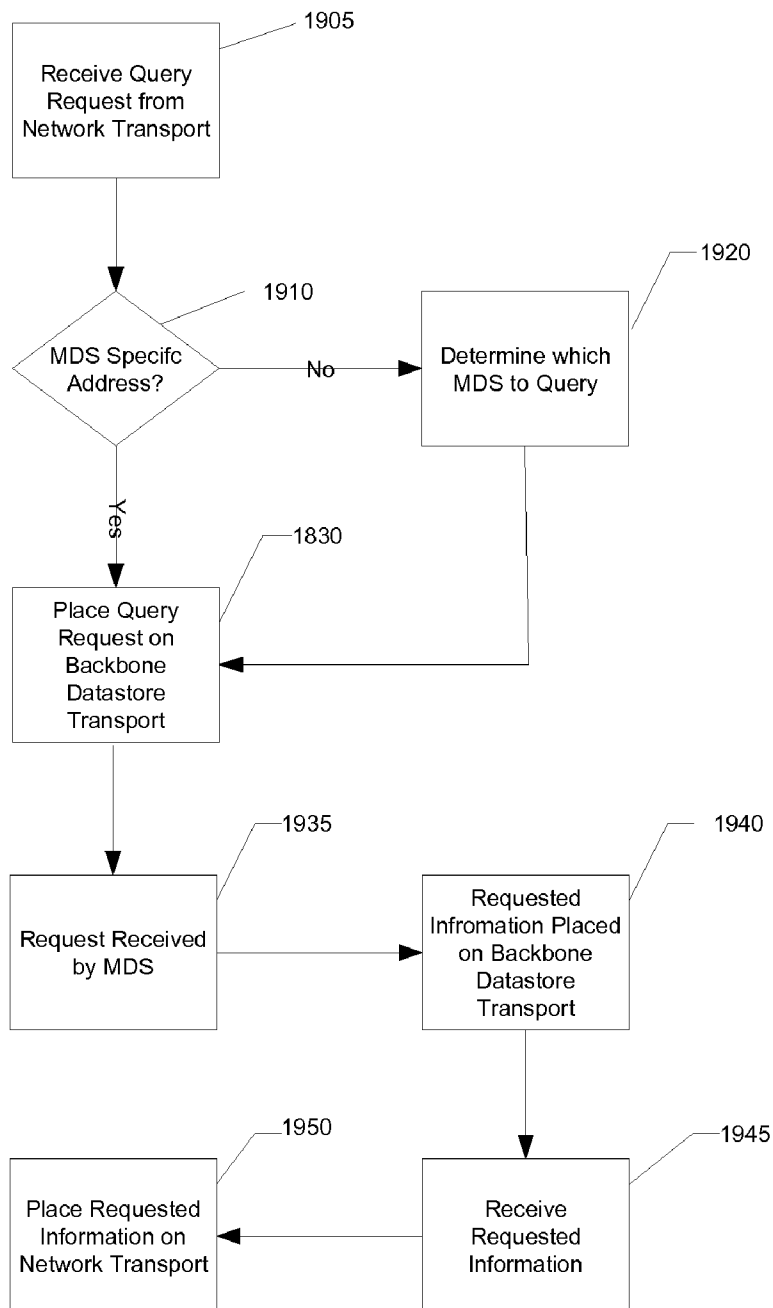 1905
Receive Query
Request from
Network Transport
1910
MDS Specifc
Address?
No
1920
Determine which
MDS to Query
Yes
1830
Place Query
Request on
Backbone
Datastore
Transport
1935
Request Received
by MDS
1940
Requested
Infromation Placed
on Backbone
Datastore
Transport
1945
Receive
Requested
Information
1950
Place Requested
Information on
Network Transport